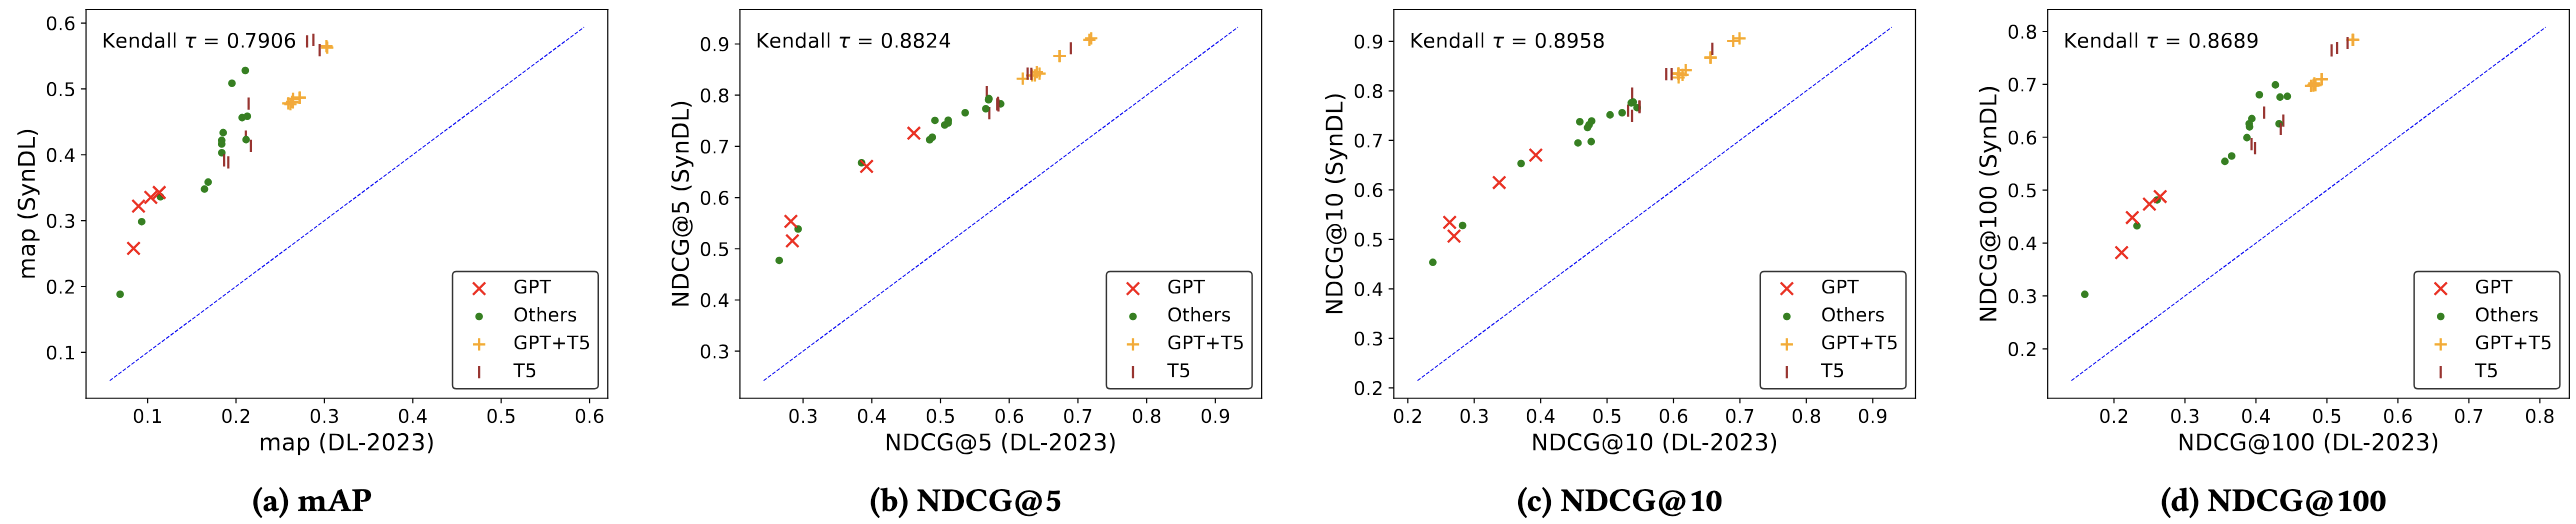 Kendall τ = 0.7906
map (SynDL)
0.6
0.5
0.4
0.3
0.2
0.1
0.1 0.2 0.3 0.4 0.5 0.6
map (DL-2023)
GPT
Others
GPT+T5
T5
(a) mAP
Kendall τ = 0.8824
NDCG@5 (SynDL)
0.9
0.8
0.7
0.6
0.5
0.4
0.3
0.3 0.4 0.5 0.6 0.7 0.8 0.9
NDCG@5 (DL-2023)
GPT
Others
GPT+T5
T5
(b) NDCG@5
Kendall τ = 0.8958
NDCG@10 (SynDL)
0.9
0.8
0.7
0.6
0.5
0.4
0.3
0.2
0.2 0.3 0.4 0.5 0.6 0.7 0.8 0.9
NDCG@10 (DL-2023)
GPT
Others
GPT+T5
T5
(c) NDCG@10
Kendall τ = 0.8689
NDCG@100 (SynDL)
0.8
0.7
0.6
0.5
0.4
0.3
0.2
0.2 0.3 0.4 0.5 0.6 0.7 0.8
NDCG@100 (DL-2023)
GPT
Others
GPT+T5
T5
(d) NDCG@100